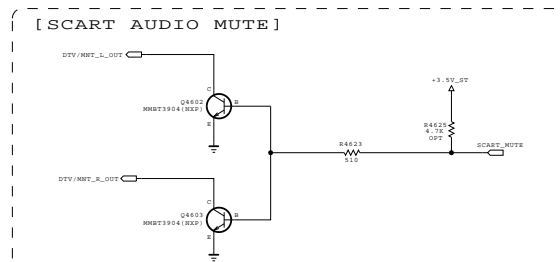 [SCART AUDIO MUTE]
DTV/MNT_L_OUT
C
Q4602
MMBT3904(NXP)
B
E
+3.5V_ST
R4625
4.7K
OPT
R4623
510
SCART_MUTE
DTV/MNT_R_OUT
C
Q4603
MMBT3904(NXP)
B
E